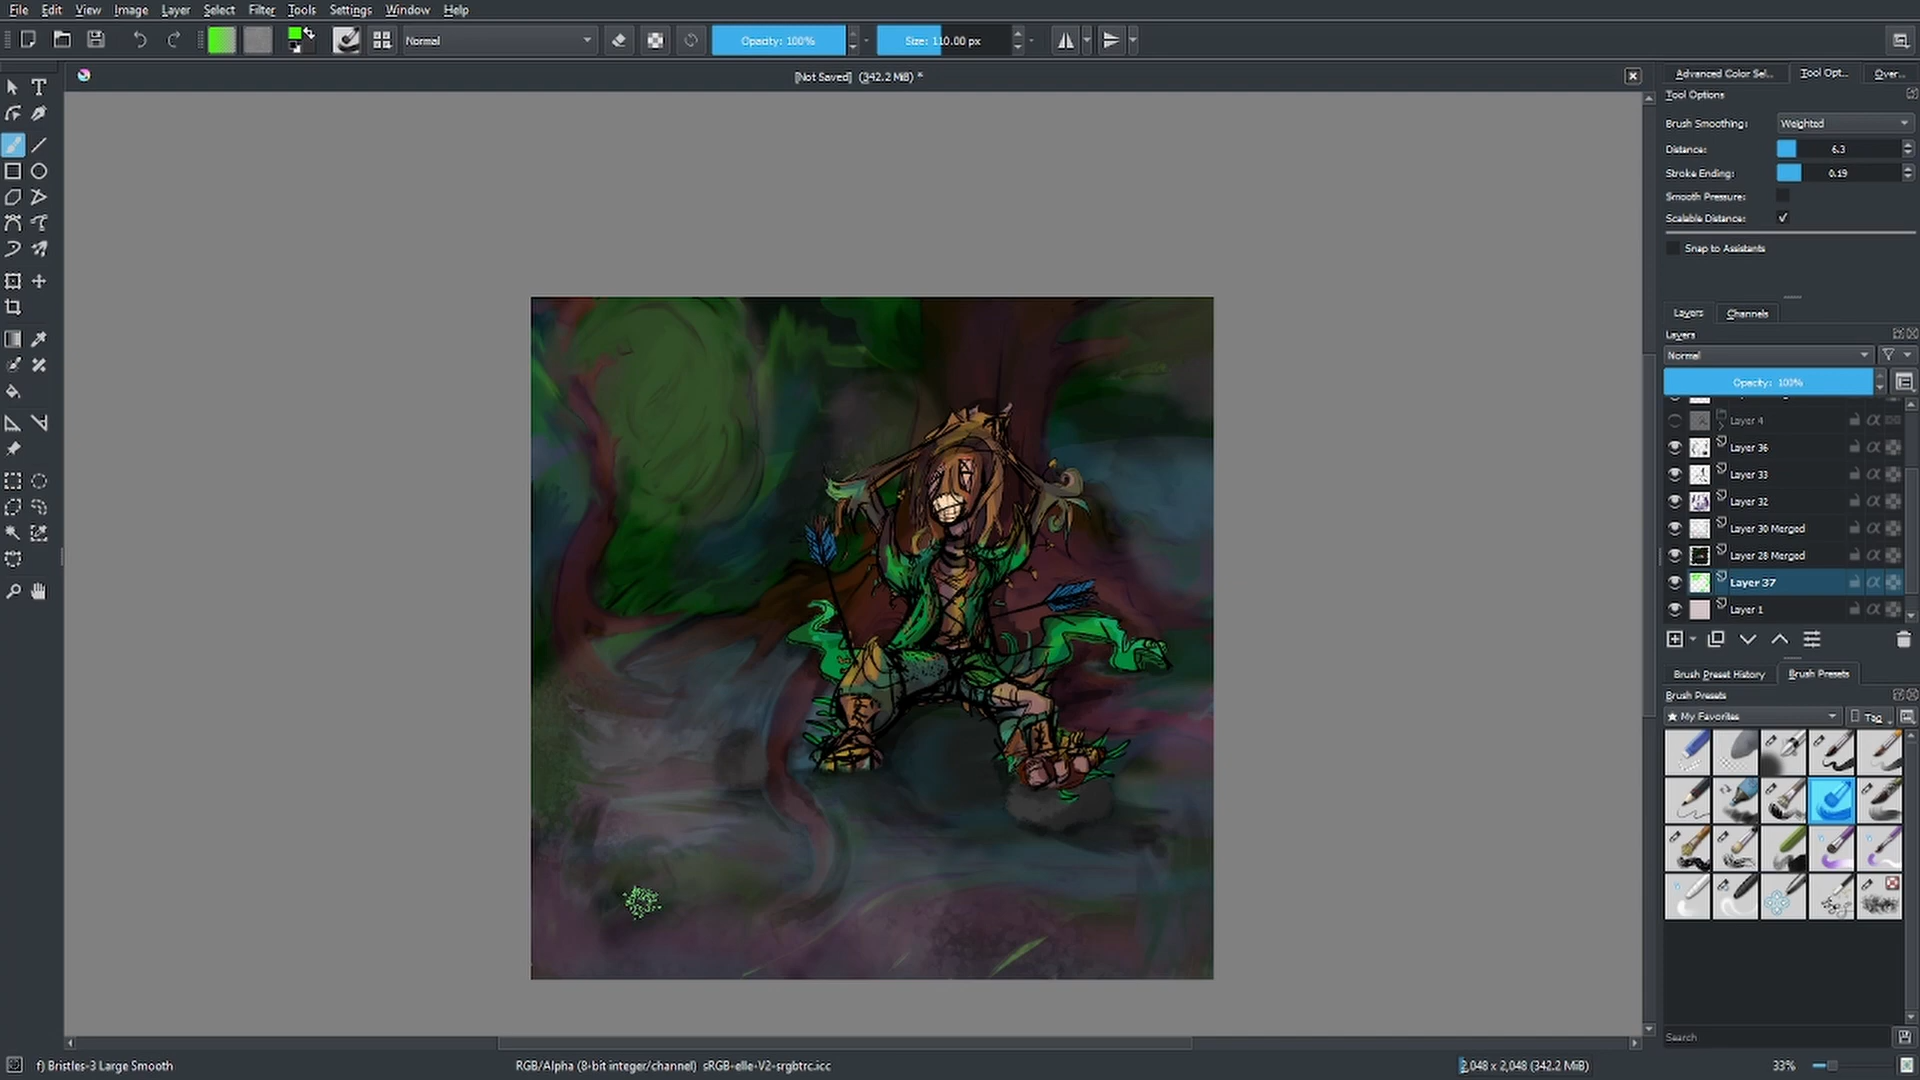 File Edit View Image Layer Select Filter Tools Settings Window Help
Normal
Opacity: 100%
Size: 110.00 px
[Not Saved] (342.2 MiB) *
Advanced Color Sel...
Tool Opt...
Over...
Tool Options
Brush Smoothing: Weighted
Distance: 6.3
Stroke Ending: 0.19
Smooth Pressure:
Scalable Distance:
Snap to Assistants
Layers
Channels
Layers
Normal
Opacity: 100%
Layer 4
Layer 36
Layer 33
Layer 32
Layer 30 Merged
Layer 28 Merged
Layer 37
Layer 1
Brush Preset History
Brush Presets
Brush Presets
★ My Favorites
Tag
Search
f) Bristles-3 Large Smooth
RGB/Alpha (8-bit integer/channel) sRGB-elle-V2-srgbtrc.icc
2,048 x 2,048 (342.2 MiB)
33%